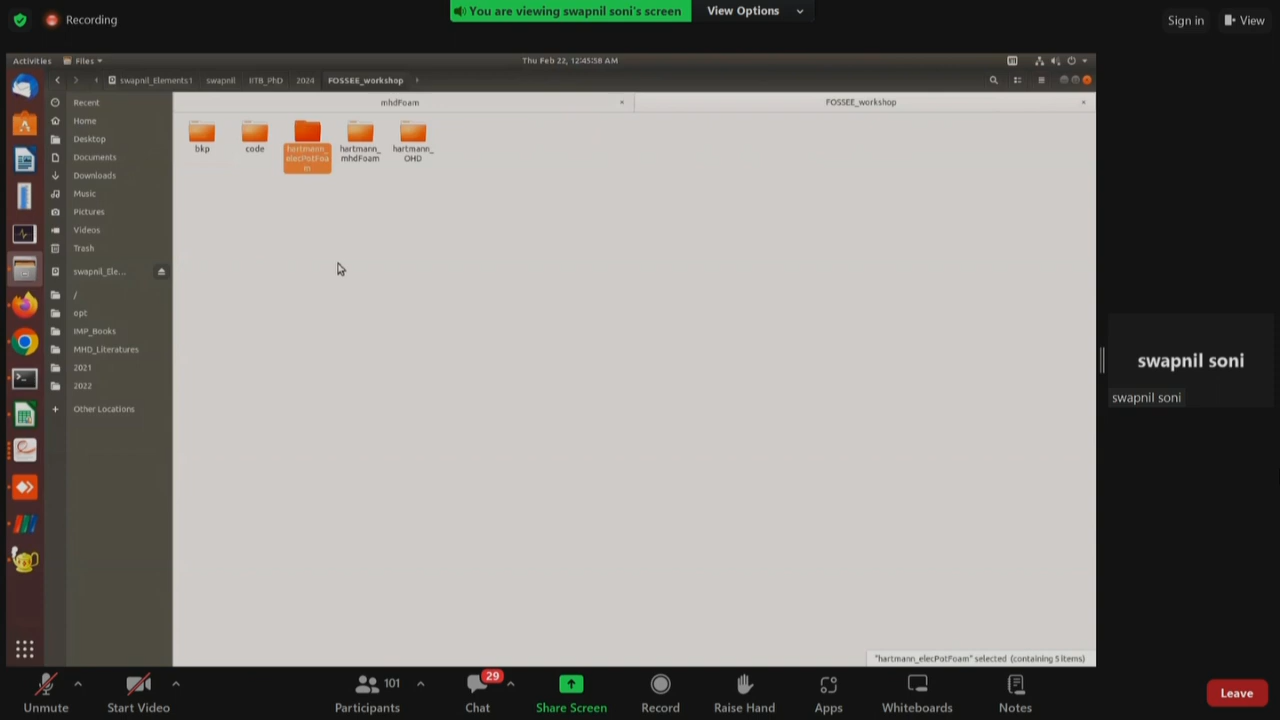 Recording
You are viewing swapnil soni's screen
View Options
Sign in
View
Activities
Files
Thu Feb 22, 12:45:58 AM
swapnil_Elements1
swapnil
IITB_PhD
2024
FOSSEE_workshop
mhdFoam
FOSSEE_workshop
Recent
Home
Desktop
Documents
Downloads
Music
Pictures
Videos
Trash
swapnil_Ele...
/
opt
IMP_Books
MHD_Literatures
2021
2022
Other Locations
bkp
code
hartmann_
elecPotFoa
m
hartmann_
mhdFoam
hartmann_
OHD
swapnil soni
swapnil soni
"hartmann_elecPotFoam" selected (containing 5 items)
Unmute
Start Video
101
Participants
29
Chat
Share Screen
Record
Raise Hand
Apps
Whiteboards
Notes
Leave